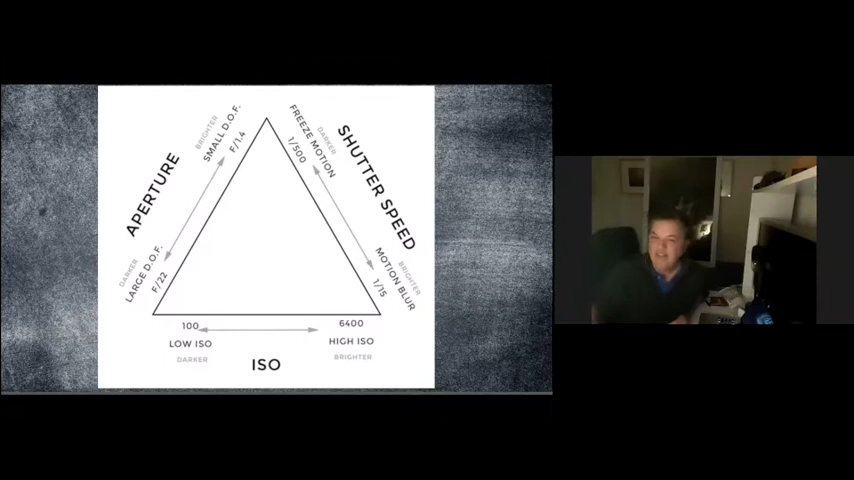 APERTURE
BRIGHTER
SMALL D.O.F.
F/1.4
DARKER
LARGE D.O.F.
F/22
SHUTTER SPEED
DARKER
FREEZE MOTION
1/500
BRIGHTER
MOTION BLUR
1/15
100
LOW ISO
DARKER
6400
HIGH ISO
BRIGHTER
ISO